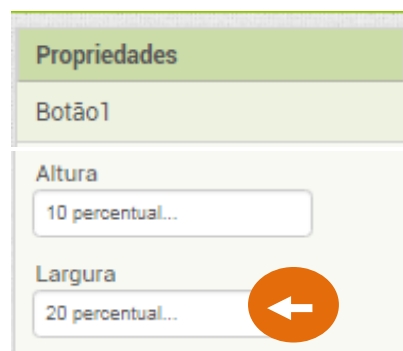 Propriedades
Botão1
Altura
10 percentual...
Largura
20 percentual...